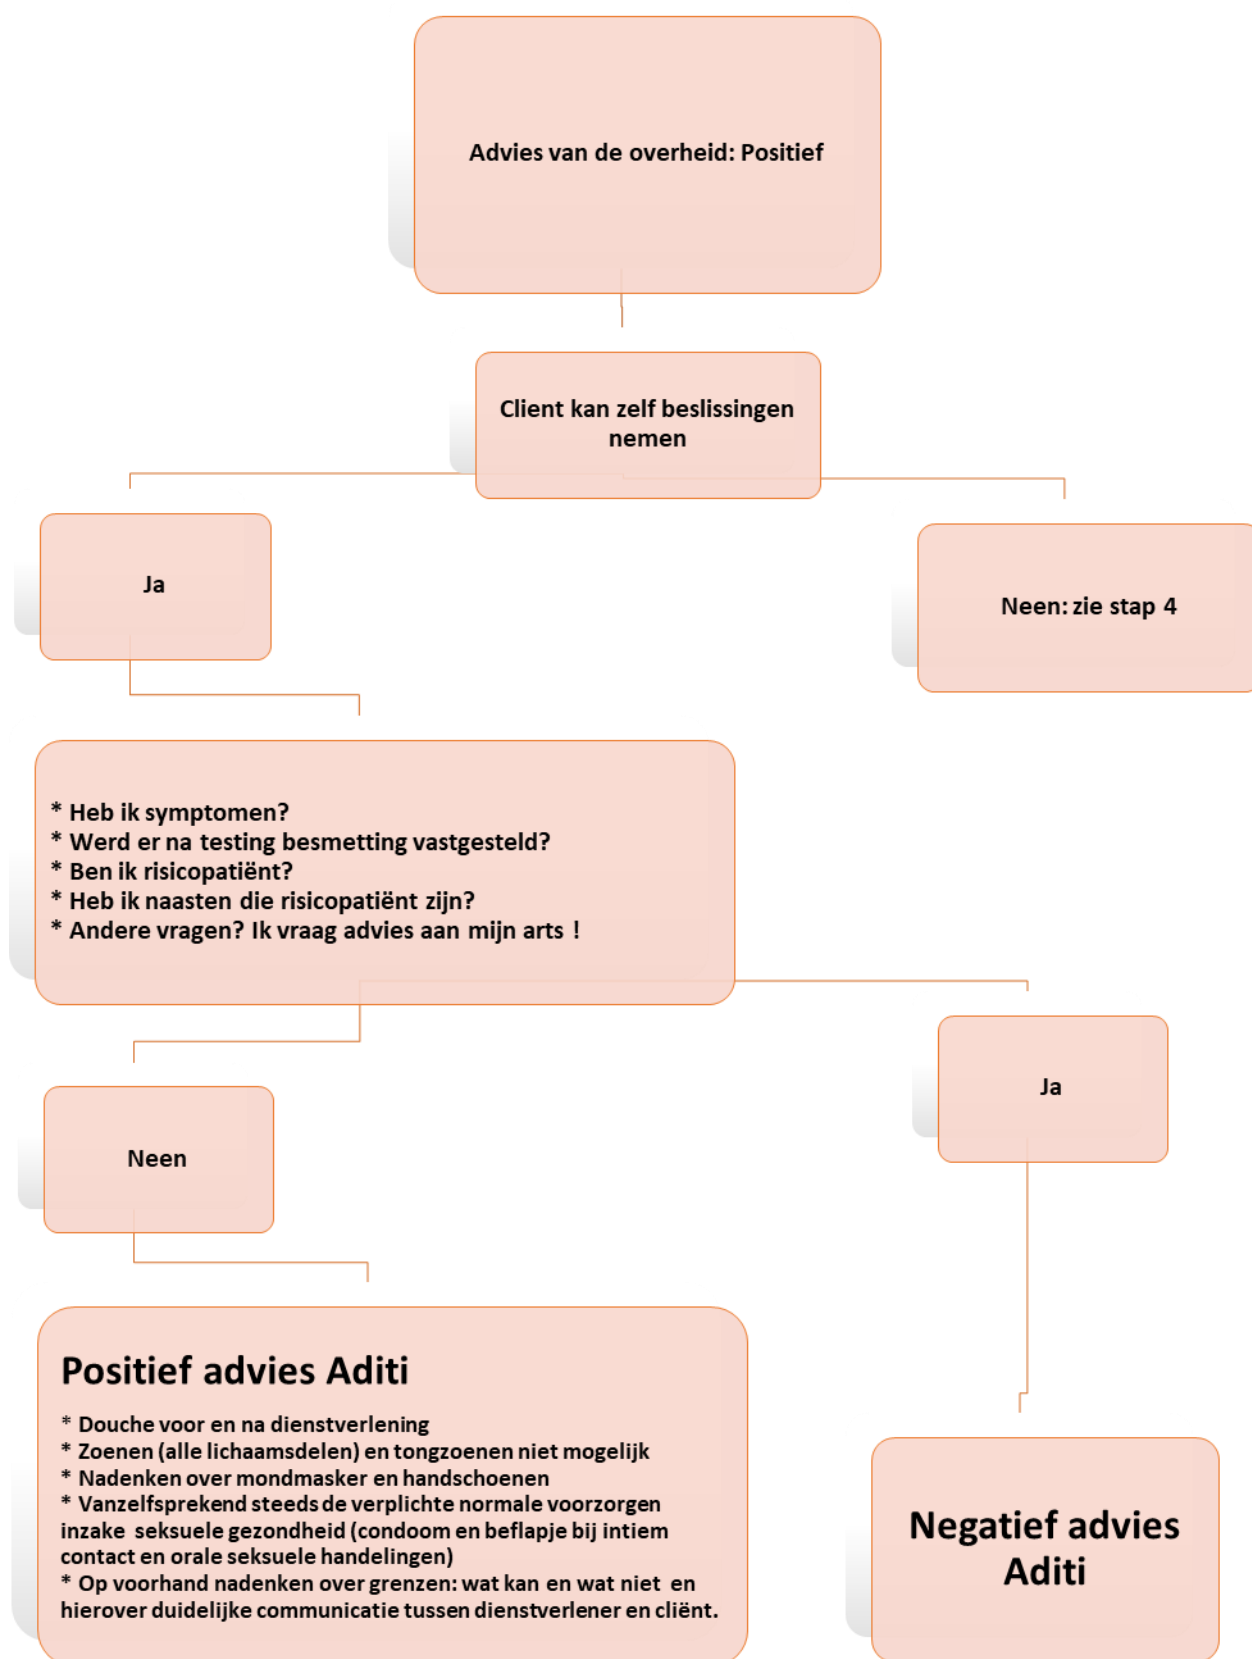 Advies van de overheid: Positief
Client kan zelf beslissingen
nemen
Ja
Neen: zie stap 4
* Heb ik symptomen?
* Werd er na testing besmetting vastgesteld?
* Ben ik risicopatiënt?
* Heb ik naasten die risicopatiënt zijn?
* Andere vragen? Ik vraag advies aan mijn arts !
Ja
Neen
Positief advies Aditi
* Douche voor en na dienstverlening
* Zoenen (alle lichaamsdelen) en tongzoenen niet mogelijk
* Nadenken over mondmasker en handschoenen
* Vanzelfsprekend steeds de verplichte normale voorzorgen
inzake seksuele gezondheid (condoom en beflapje bij intiem
contact en orale seksuele handelingen)
* Op voorhand nadenken over grenzen: wat kan en wat niet en
hierover duidelijke communicatie tussen dienstverlener en cliënt.
Negatief advies
Aditi